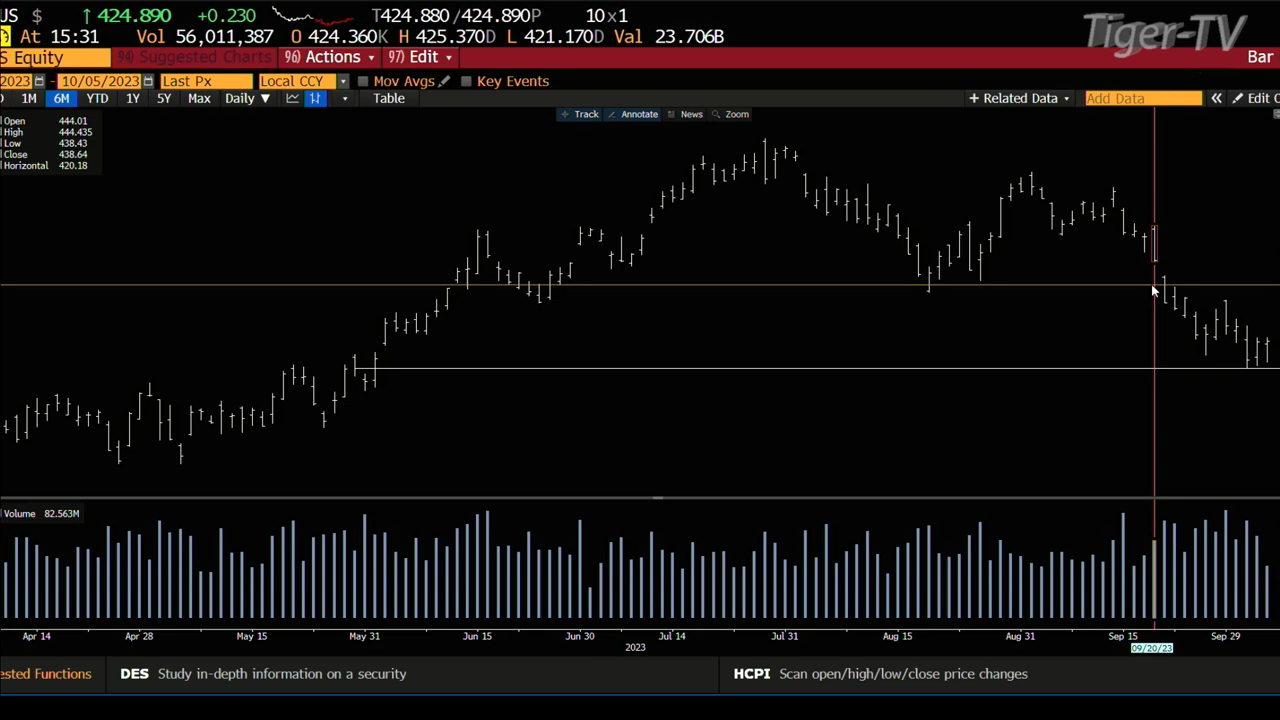 US $ ↑ 424.890 +0.230 T424.880/424.890P 10x1
At 15:31 Vol 56,011,387 O 424.360K H 425.370D L 421.170D Val 23.706B
Tiger-TV
S Equity 94) Suggested Charts 96) Actions 97) Edit Bar
2023 - 10/05/2023 Last Px Local CCY Mov Avgs Key Events
D 1M 6M YTD 1Y 5Y Max Daily ▼ Table + Related Data Add Data « Edit C
Track Annotate News Zoom
Open 444.01
High 444.435
Low 438.43
Close 438.64
Horizontal 420.18
Volume 82.563M
Apr 14 Apr 28 May 15 May 31 Jun 15 Jun 30 Jul 14 Jul 31 Aug 15 Aug 31 Sep 15 Sep 29
2023
09/20/23
sted Functions DES Study in-depth information on a security HCPI Scan open/high/low/close price changes